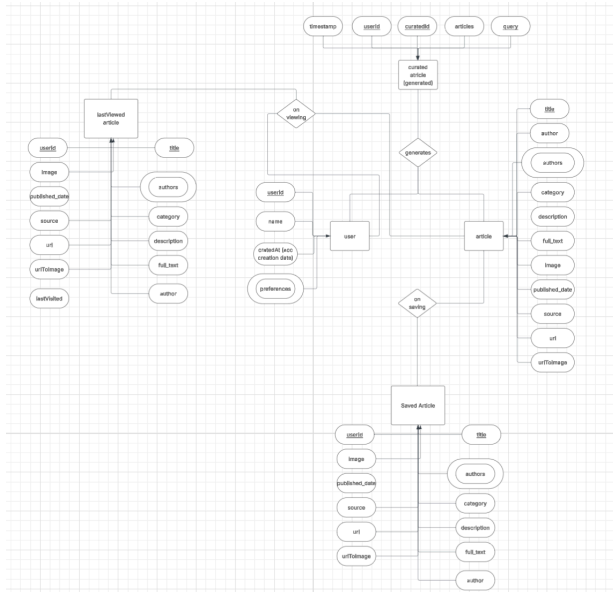 timestamp
userId
curatedId
articles
query
curated
atricle
(generated)
lastViewed
article
on
viewing
userId
title
image
published_date
authors
source
category
url
description
urlToImage
full_text
lastVisited
author
generates
userId
name
cratedAt (acc
creation date)
preferences
user
article
title
author
authors
category
description
full_text
image
published_date
source
url
urlToImage
on
saving
Saved Article
userId
title
image
authors
published_date
category
source
description
url
full_text
urlToImage
author